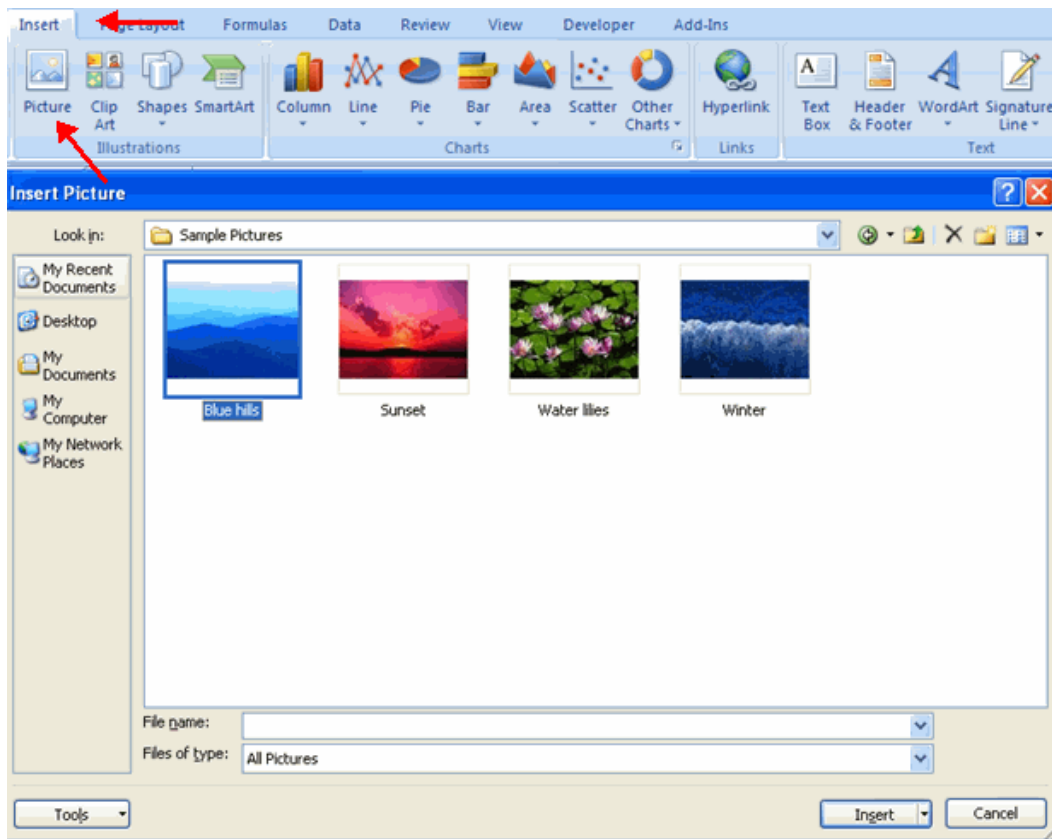 Insert Page Layout Formulas Data Review View Developer Add-Ins
Picture Clip Art Shapes SmartArt Column Line Pie Bar Area Scatter Other Charts Hyperlink Text Box Header & Footer WordArt Signature Line
Illustrations Charts Links Text
Insert Picture
Look in: Sample Pictures
My Recent Documents
Desktop
My Documents
My Computer
My Network Places
Blue hills Sunset Water lilies Winter
File name:
Files of type: All Pictures
Tools Insert Cancel